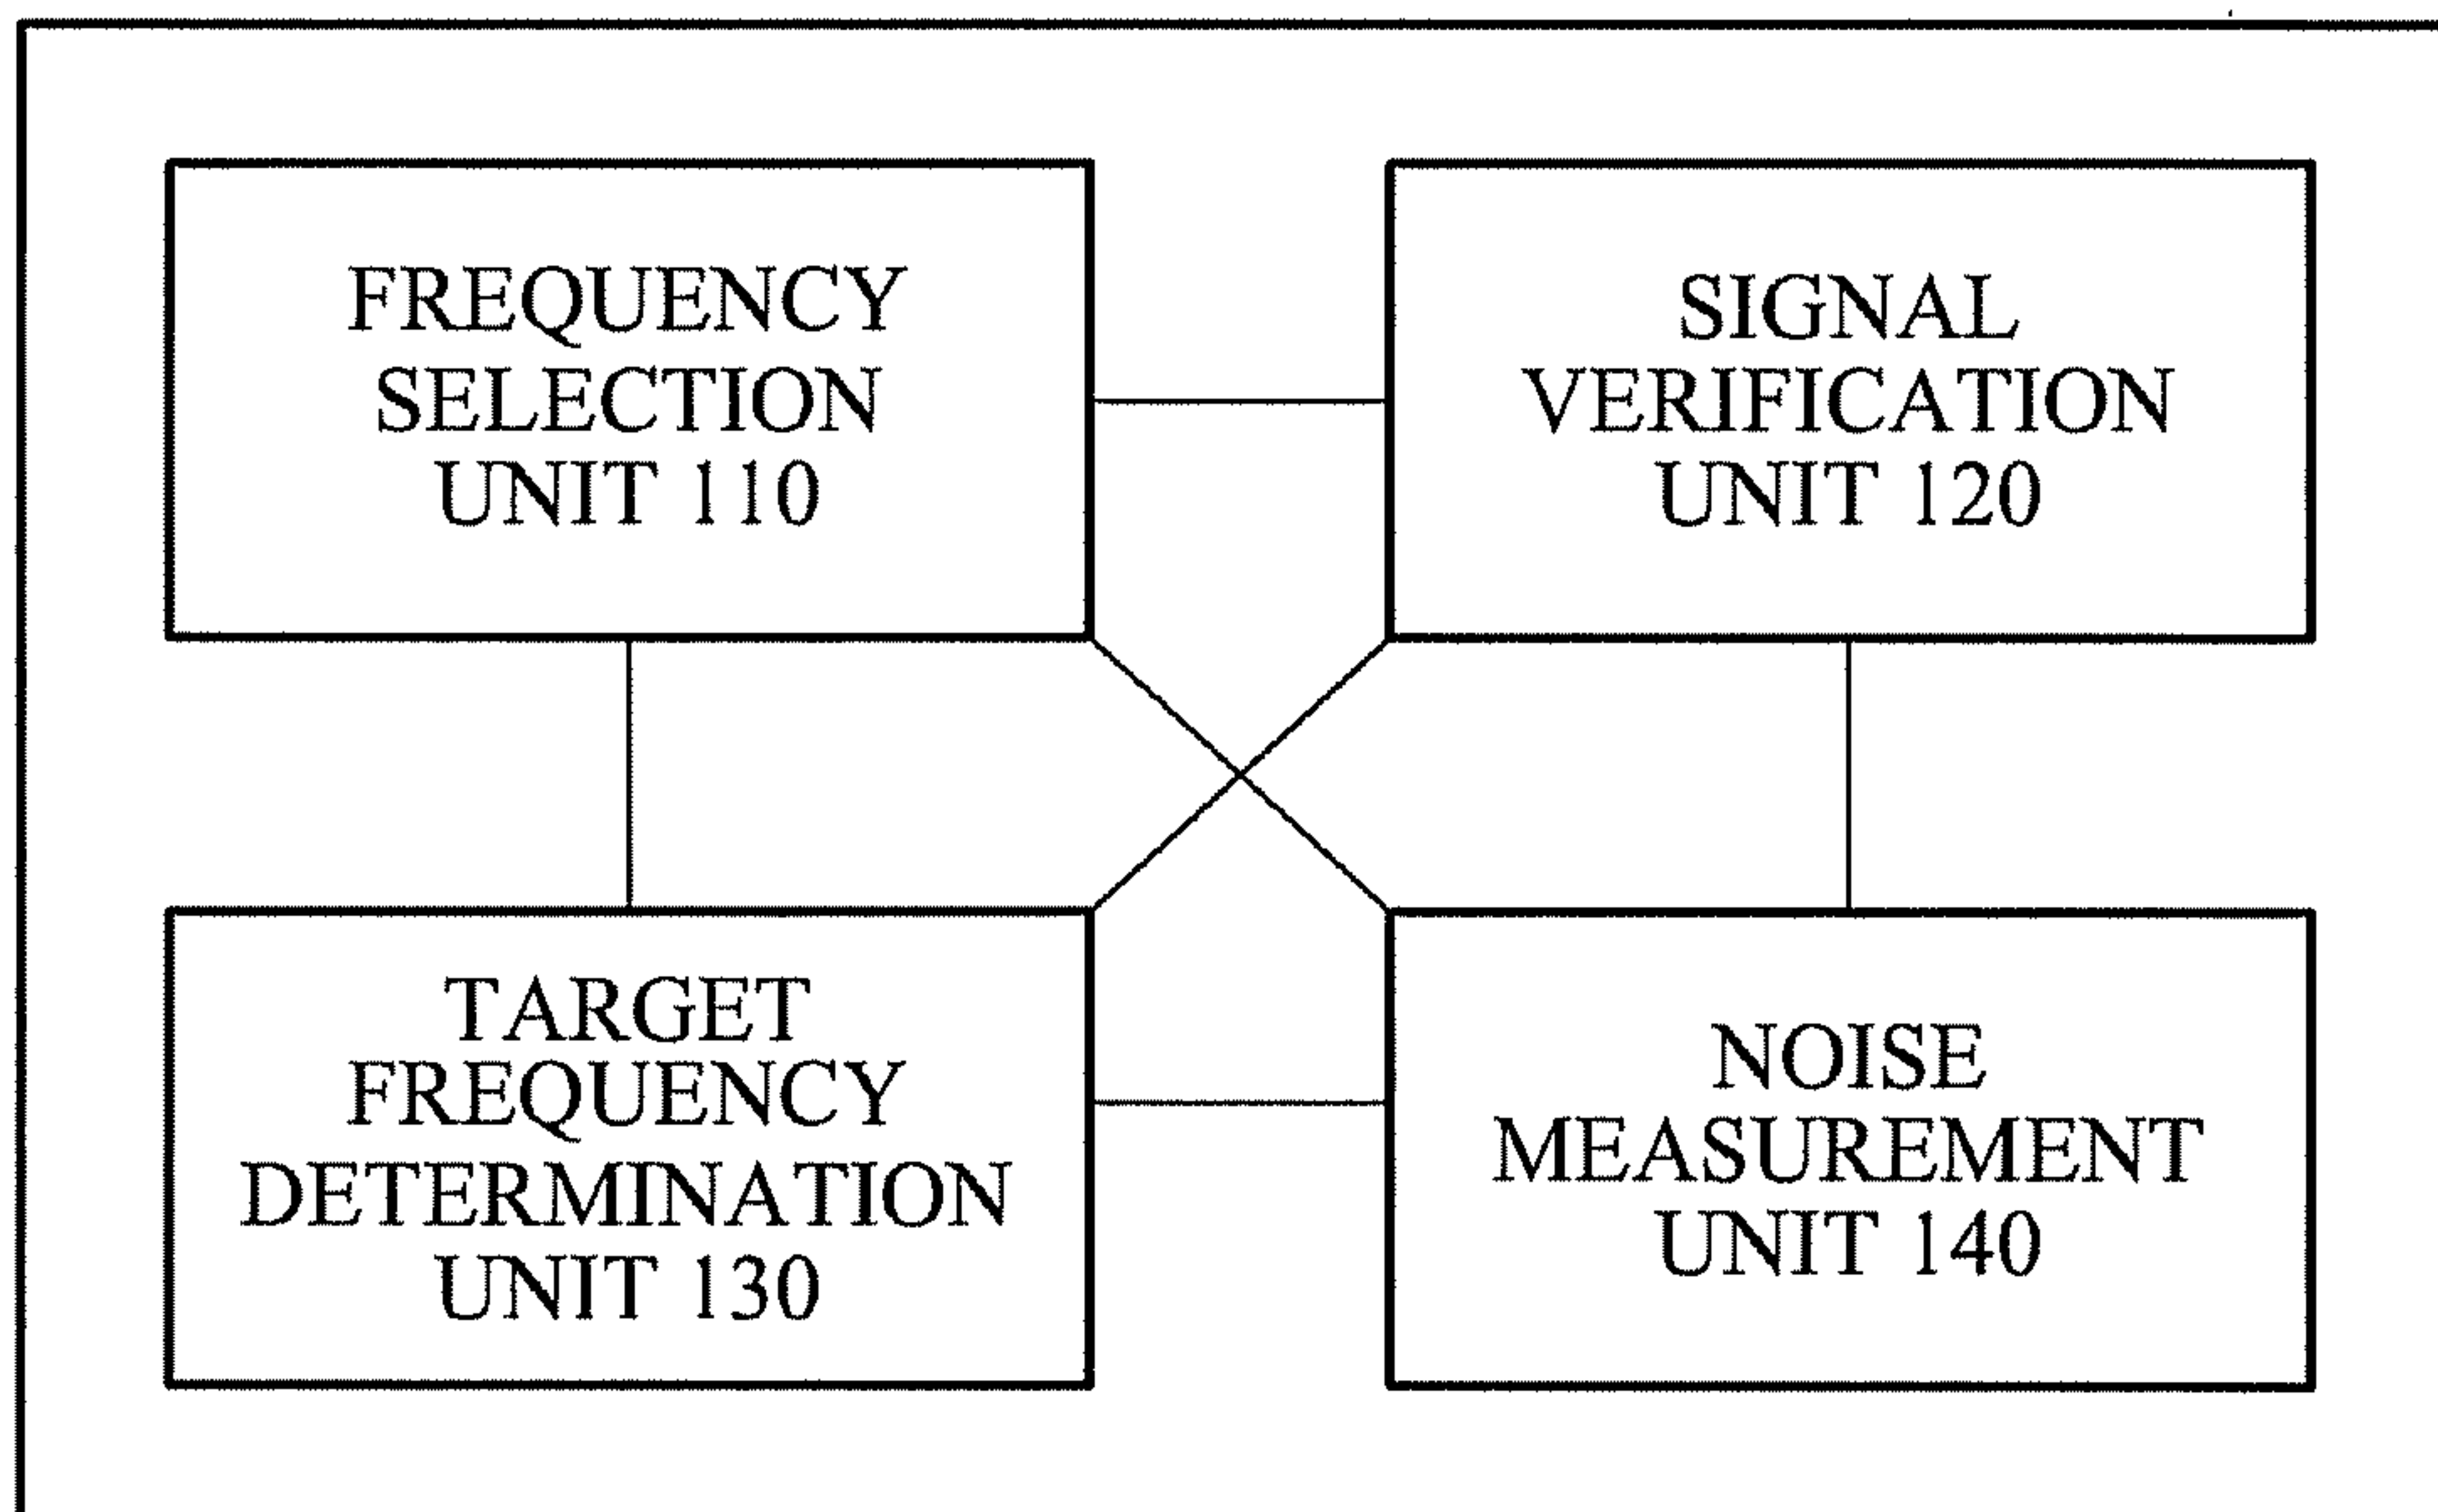 FREQUENCY
SELECTION
UNIT 110
SIGNAL
VERIFICATION
UNIT 120
TARGET
FREQUENCY
DETERMINATION
UNIT 130
NOISE
MEASUREMENT
UNIT 140